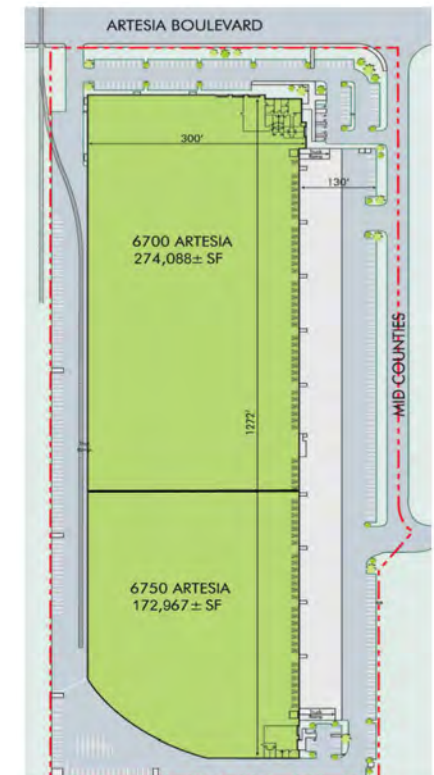 ARTESIA BOULEVARD
300'
130'
6700 ARTESIA
274,088± SF
MID COUNTIES
1272'
6750 ARTESIA
172,967± SF